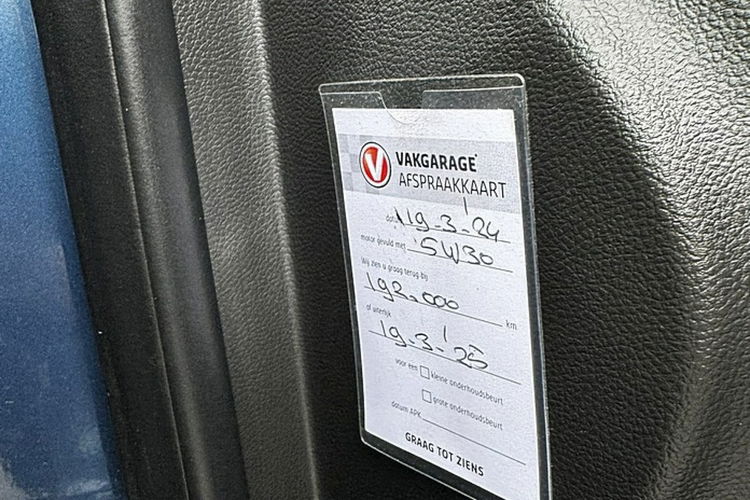 V VAKGARAGE
AFSPRAAKKAART
datum 19-3-'24
motor gevuld met 5W30
Wij zien u graag terug bij
192.000 km
of uiterlijk
19-3-'25
voor een kleine onderhoudsbeurt
grote onderhoudsbeurt
datum APK
GRAAG TOT ZIENS